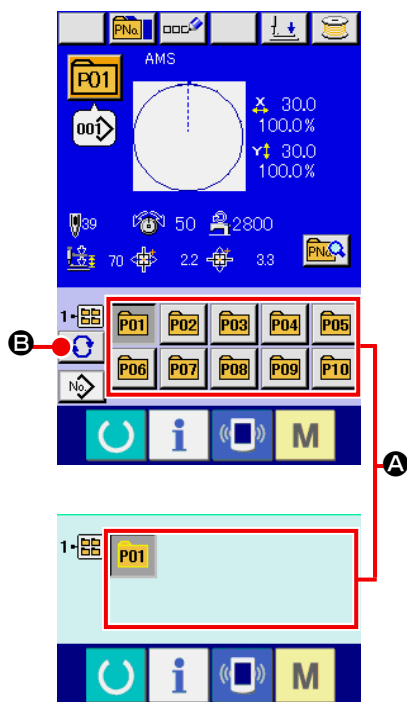 PNo.
AMS
P01
001
X 30.0
100.0%
Y 30.0
100.0%
39 50 2800
70 2.2 3.3
PNo.
1
P01 P02 P03 P04 P05
B
P06 P07 P08 P09 P10
No.
i M
A
1
P01
i M